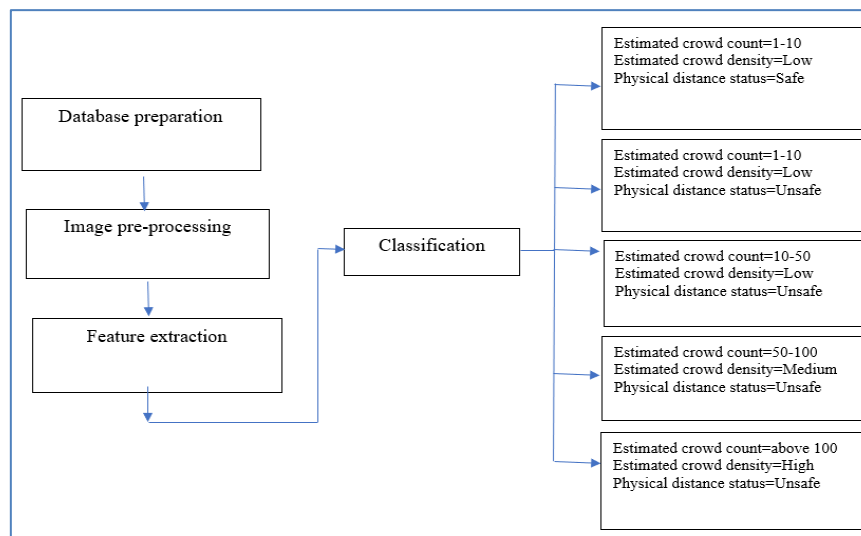 Database preparation
Image pre-processing
Feature extraction
Classification
Estimated crowd count=1-10
Estimated crowd density=Low
Physical distance status=Safe
Estimated crowd count=1-10
Estimated crowd density=Low
Physical distance status=Unsafe
Estimated crowd count=10-50
Estimated crowd density=Low
Physical distance status=Unsafe
Estimated crowd count=50-100
Estimated crowd density=Medium
Physical distance status=Unsafe
Estimated crowd count=above 100
Estimated crowd density=High
Physical distance status=Unsafe